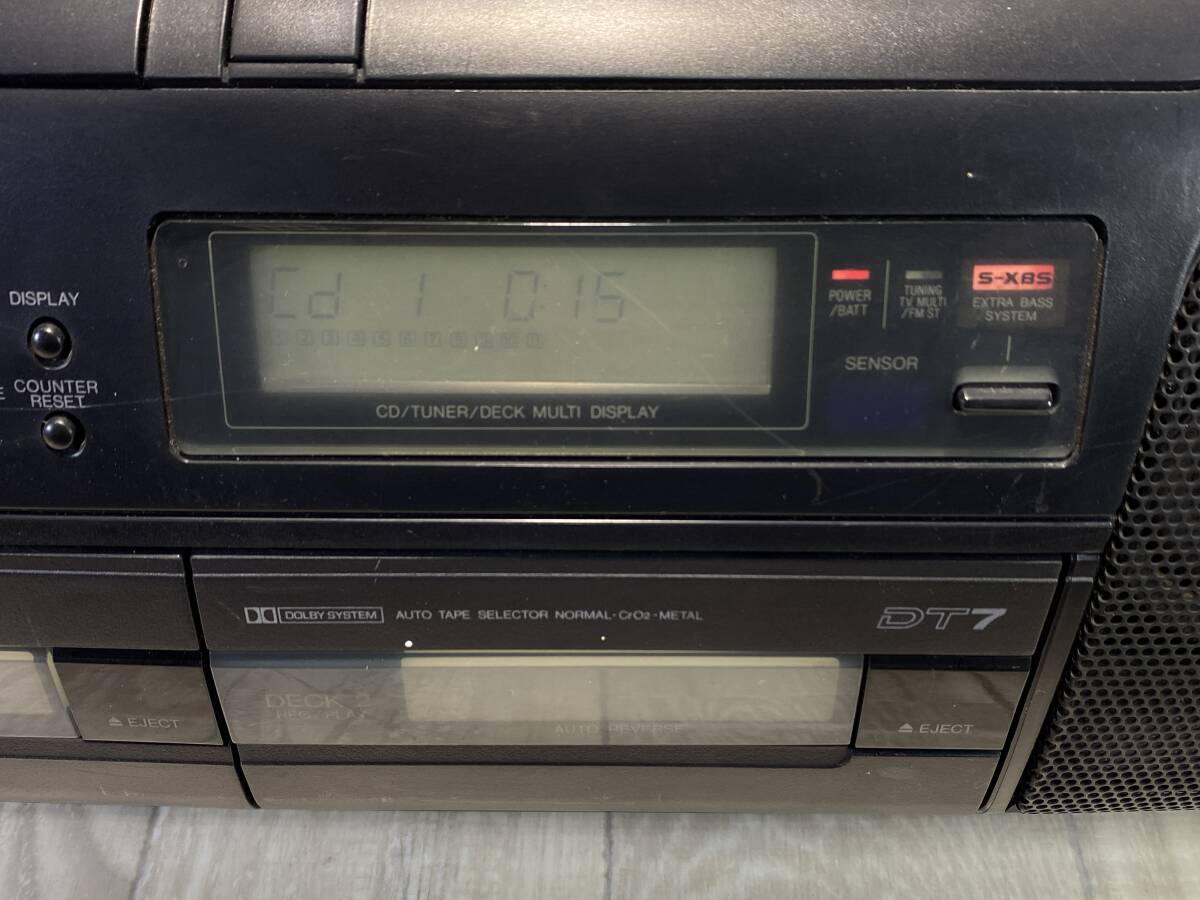 Cd 1 0:15
POWER
/BATT
TUNING
TV MULTI
/FM ST
S-XBS
EXTRA BASS
SYSTEM
DISPLAY
SENSOR
COUNTER
RESET
CD/TUNER/DECK MULTI DISPLAY
DOLBY SYSTEM AUTO TAPE SELECTOR NORMAL-CrO2-METAL
DT7
DECK 2
REC/PLAY
AUTO REVERSE
EJECT
EJECT